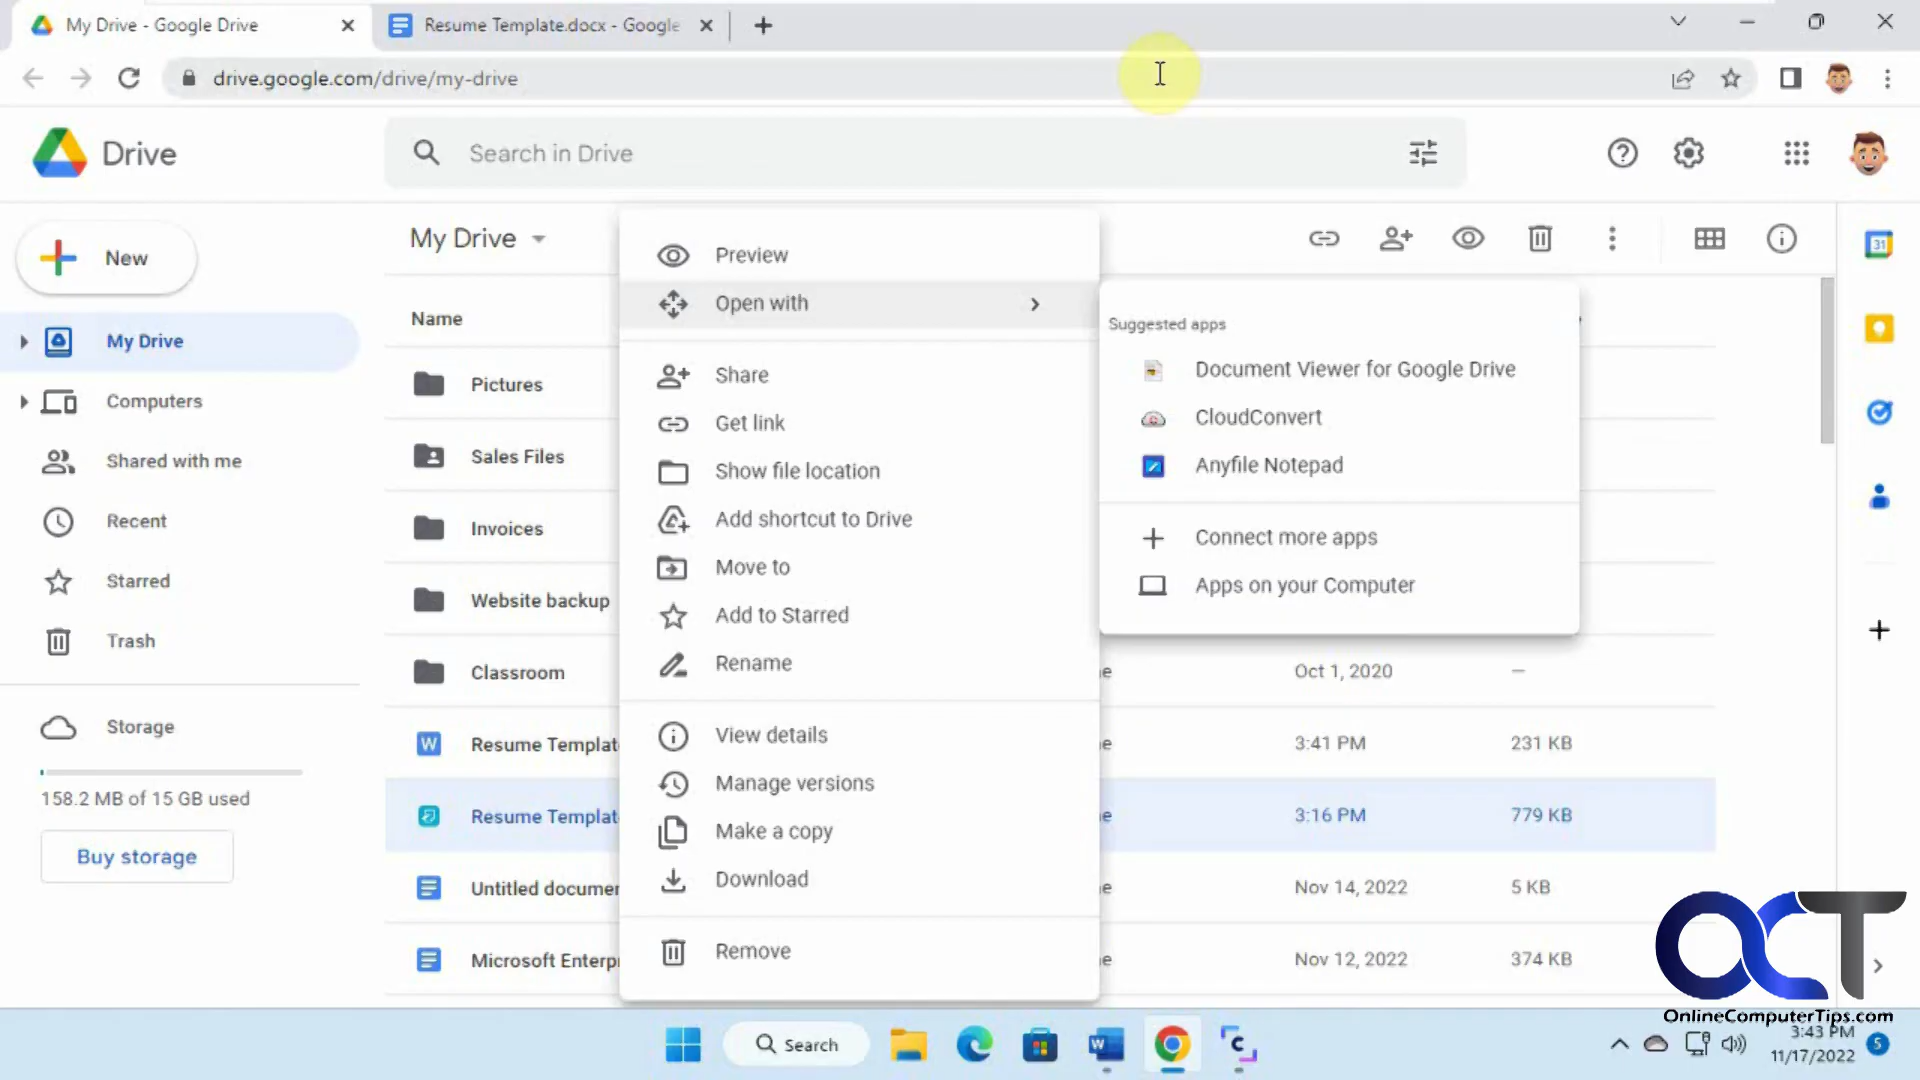 My Drive - Google Drive
Resume Template.docx - Google
drive.google.com/drive/my-drive
Drive
Search in Drive
New
My Drive
Computers
Shared with me
Recent
Starred
Trash
Storage
158.2 MB of 15 GB used
Buy storage
My Drive
Name
Pictures
Sales Files
Invoices
Website backup
Classroom
Oct 1, 2020
Resume Templat
3:41 PM
231 KB
Resume Templat
3:16 PM
779 KB
Untitled documen
Nov 14, 2022
5 KB
Microsoft Enterp
Nov 12, 2022
374 KB
Preview
Open with
Share
Get link
Show file location
Add shortcut to Drive
Move to
Add to Starred
Rename
View details
Manage versions
Make a copy
Download
Remove
Suggested apps
Document Viewer for Google Drive
CloudConvert
Anyfile Notepad
Connect more apps
Apps on your Computer
31
OCT
OnlineComputerTips.com
Search
3:43 PM
11/17/2022
5